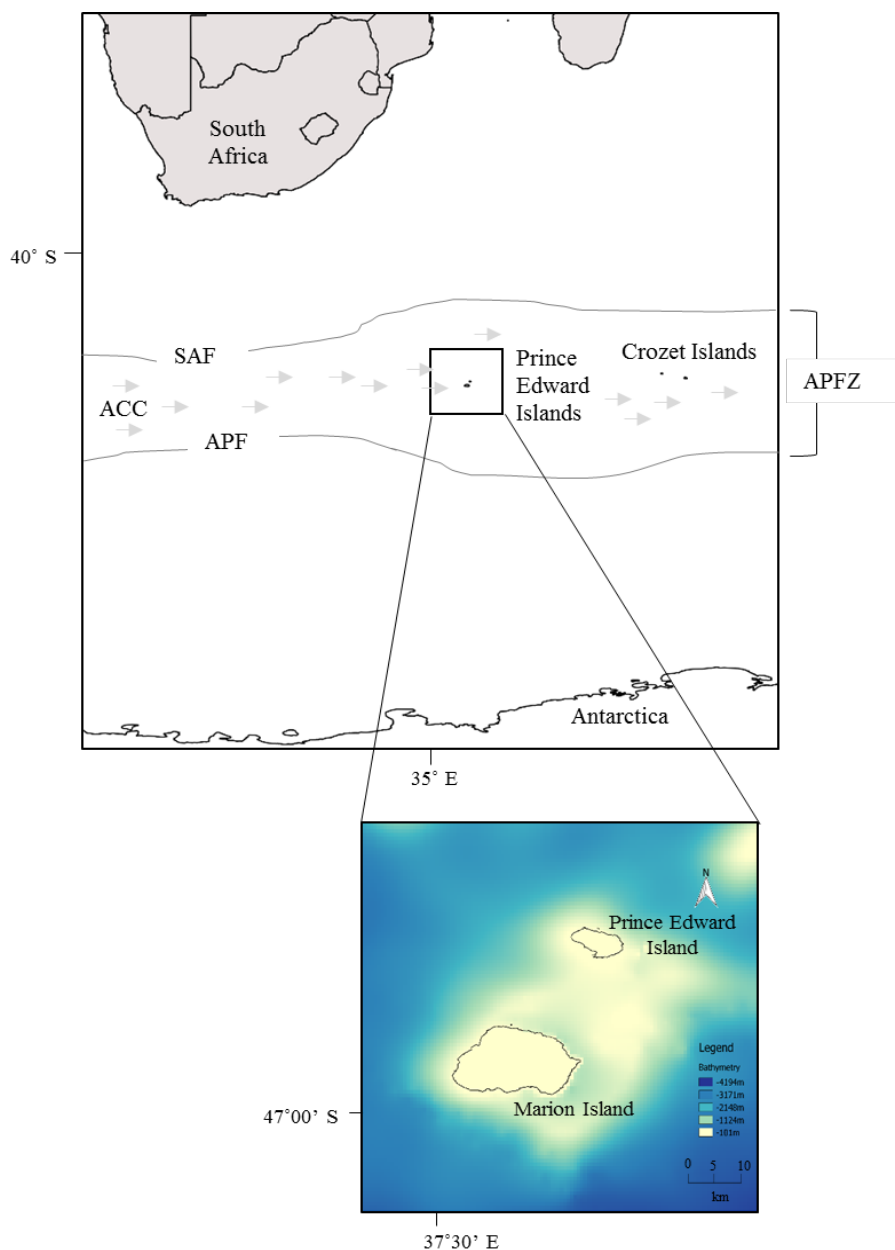 South
Africa
40° S
SAF
Prince
Edward
Islands
Crozet Islands
APFZ
ACC
APF
Antarctica
35° E
N
Prince Edward
Island
Legend
Bathymetry
-4194m
-3171m
-2148m
-1124m
-101m
Marion Island
47°00’ S
0 5 10
km
37°30’ E